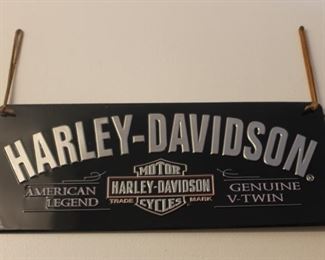 HARLEY-DAVIDSON®
MOTOR
HARLEY-DAVIDSON
TRADE MARK
CYCLES
AMERICAN
LEGEND
GENUINE
V-TWIN